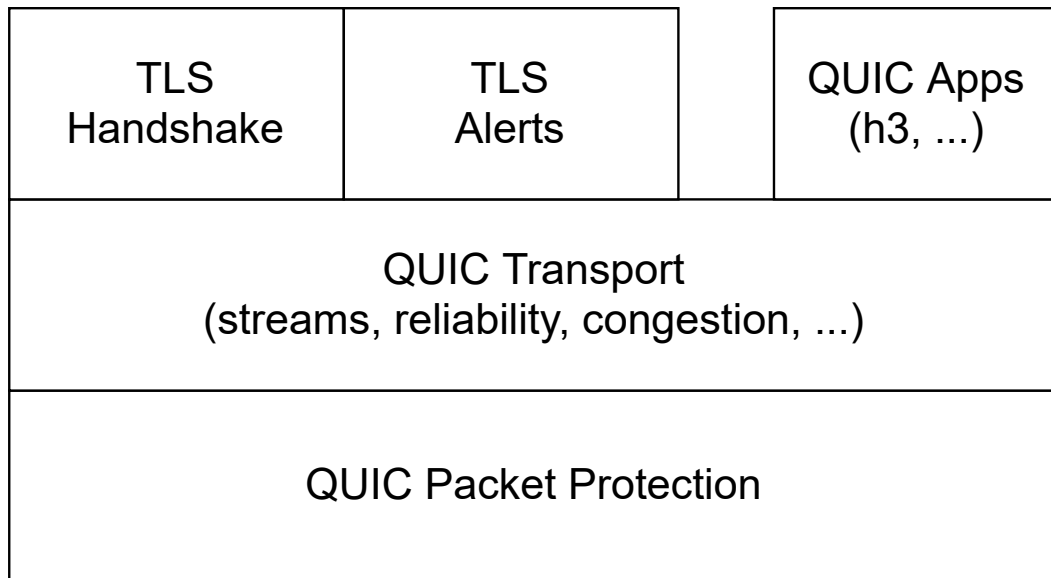 TLS
Handshake
TLS
Alerts
QUIC Apps
(h3, ...)
QUIC Transport
(streams, reliability, congestion, ...)
QUIC Packet Protection